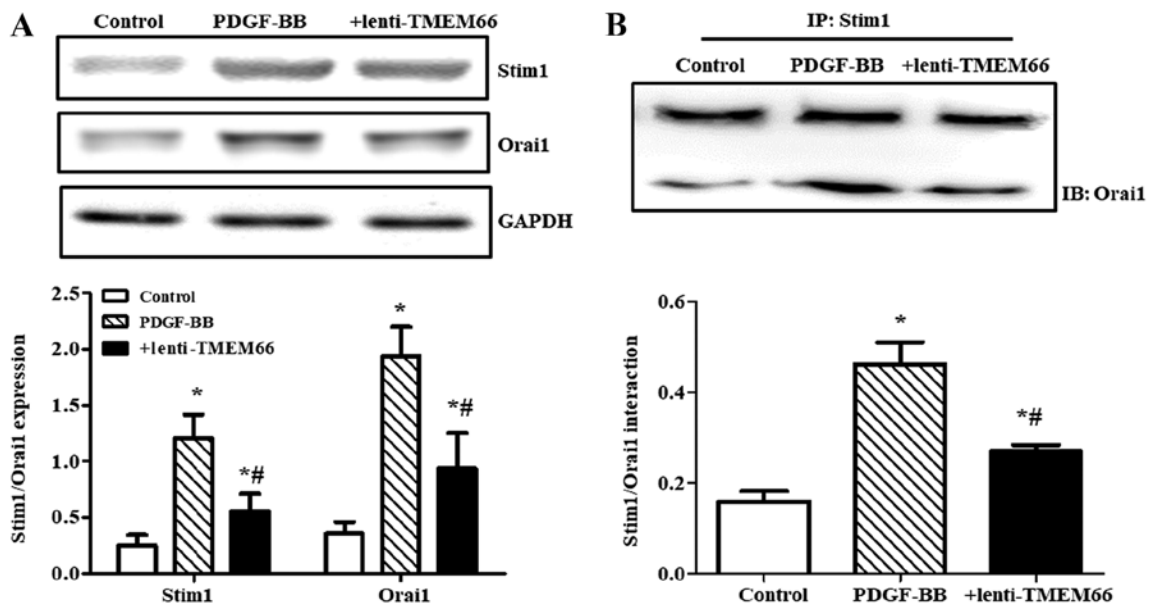 A
Control PDGF-BB +lenti-TMEM66
Stim1
Orai1
GAPDH
2.5
2.0
1.5
1.0
0.5
0.0
Stim1/Orai1 expression
Control
PDGF-BB
+lenti-TMEM66
*
*#
*
*#
Stim1 Orai1
B
IP: Stim1
Control PDGF-BB +lenti-TMEM66
IB: Orai1
0.6
0.4
0.2
0.0
Stim1/Orai1 interaction
*
*#
Control PDGF-BB +lenti-TMEM66